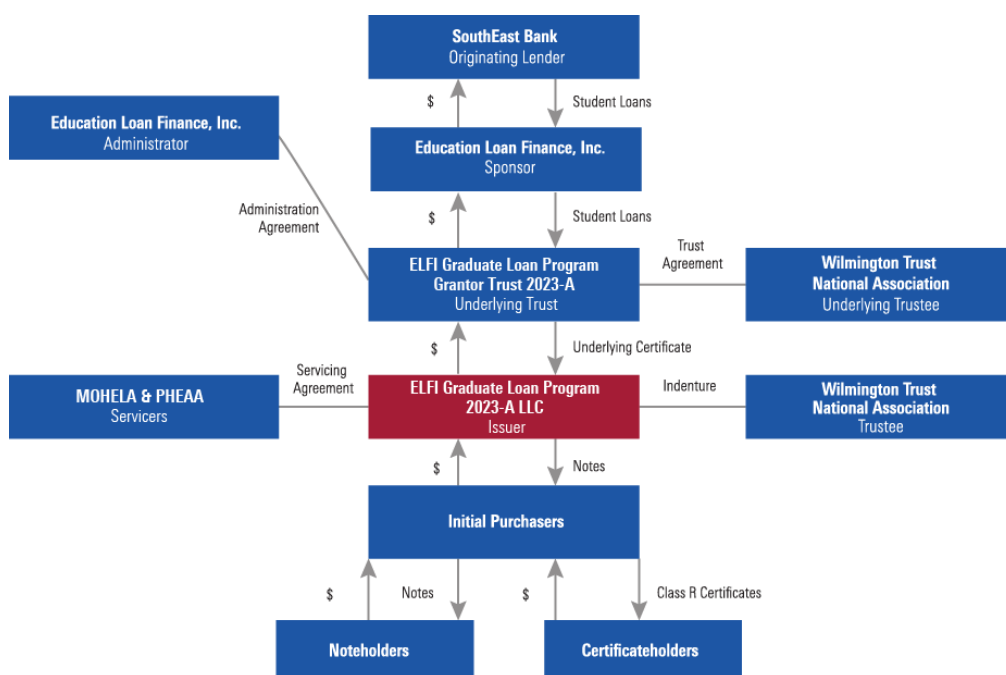 SouthEast Bank
Originating Lender
$
Student Loans
Education Loan Finance, Inc.
Administrator
Education Loan Finance, Inc.
Sponsor
Administration
Agreement
$
Student Loans
ELFI Graduate Loan Program
Grantor Trust 2023-A
Underlying Trust
Trust
Agreement
Wilmington Trust
National Association
Underlying Trustee
$
Underlying Certificate
MOHELA & PHEAA
Servicers
Servicing
Agreement
ELFI Graduate Loan Program
2023-A LLC
Issuer
Indenture
Wilmington Trust
National Association
Trustee
$
Notes
Initial Purchasers
$
Notes
$
Class R Certificates
Noteholders
Certificateholders